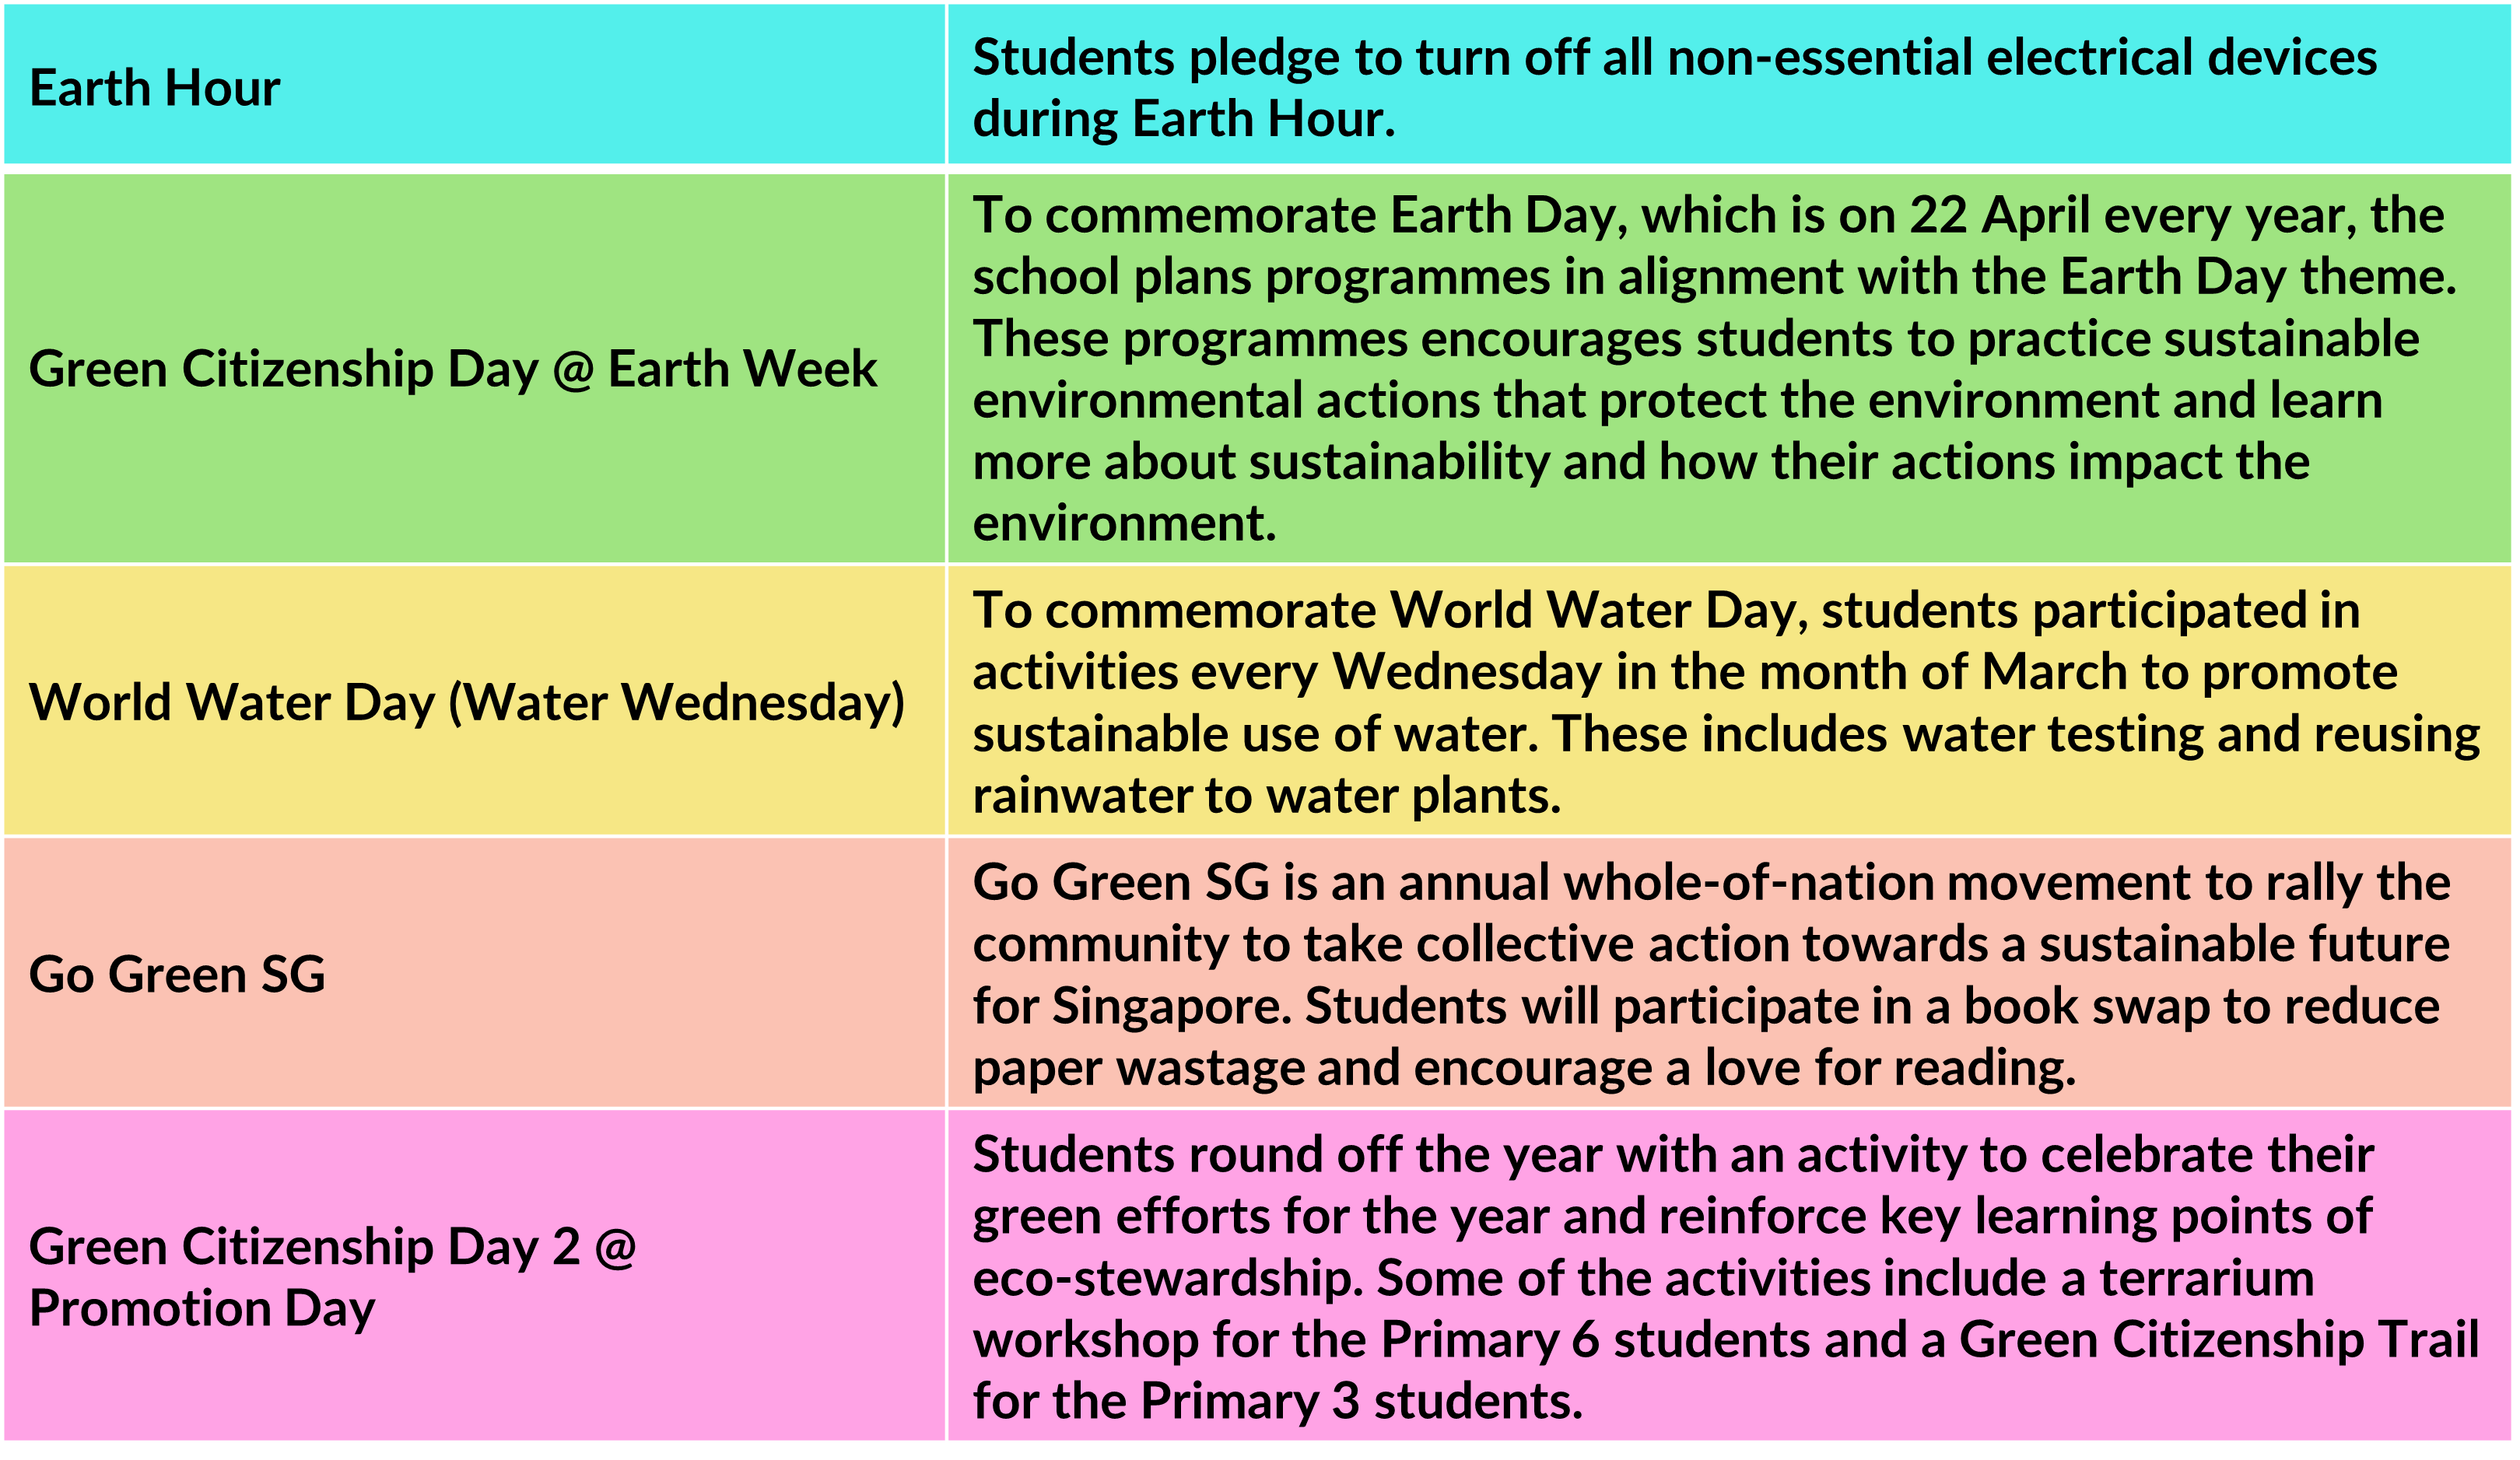 Earth Hour
Students pledge to turn off all non-essential electrical devices
during Earth Hour.
Green Citizenship Day @ Earth Week
To commemorate Earth Day, which is on 22 April every year, the
school plans programmes in alignment with the Earth Day theme.
These programmes encourages students to practice sustainable
environmental actions that protect the environment and learn
more about sustainability and how their actions impact the
environment.
World Water Day (Water Wednesday)
To commemorate World Water Day, students participated in
activities every Wednesday in the month of March to promote
sustainable use of water. These includes water testing and reusing
rainwater to water plants.
Go Green SG
Go Green SG is an annual whole-of-nation movement to rally the
community to take collective action towards a sustainable future
for Singapore. Students will participate in a book swap to reduce
paper wastage and encourage a love for reading.
Green Citizenship Day 2 @
Promotion Day
Students round off the year with an activity to celebrate their
green efforts for the year and reinforce key learning points of
eco-stewardship. Some of the activities include a terrarium
workshop for the Primary 6 students and a Green Citizenship Trail
for the Primary 3 students.